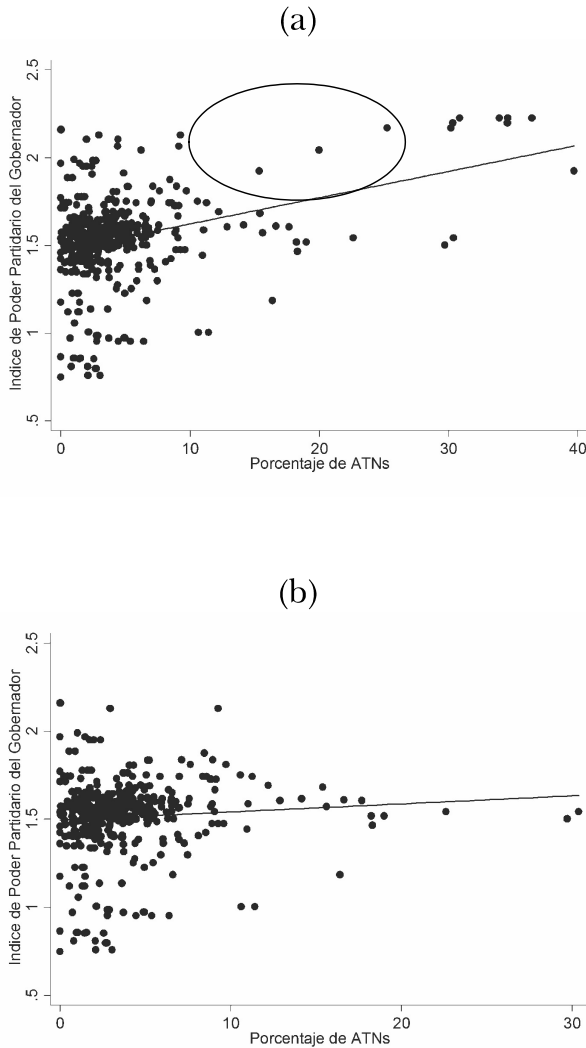 (a)
Indice de Poder Partidario del Gobernador
2.5
2
1.5
1
.5
0 10 20 30 40
Porcentaje de ATNs
(b)
Indice de Poder Partidario del Gobernador
2.5
2
1.5
1
.5
0 10 20 30
Porcentaje de ATNs